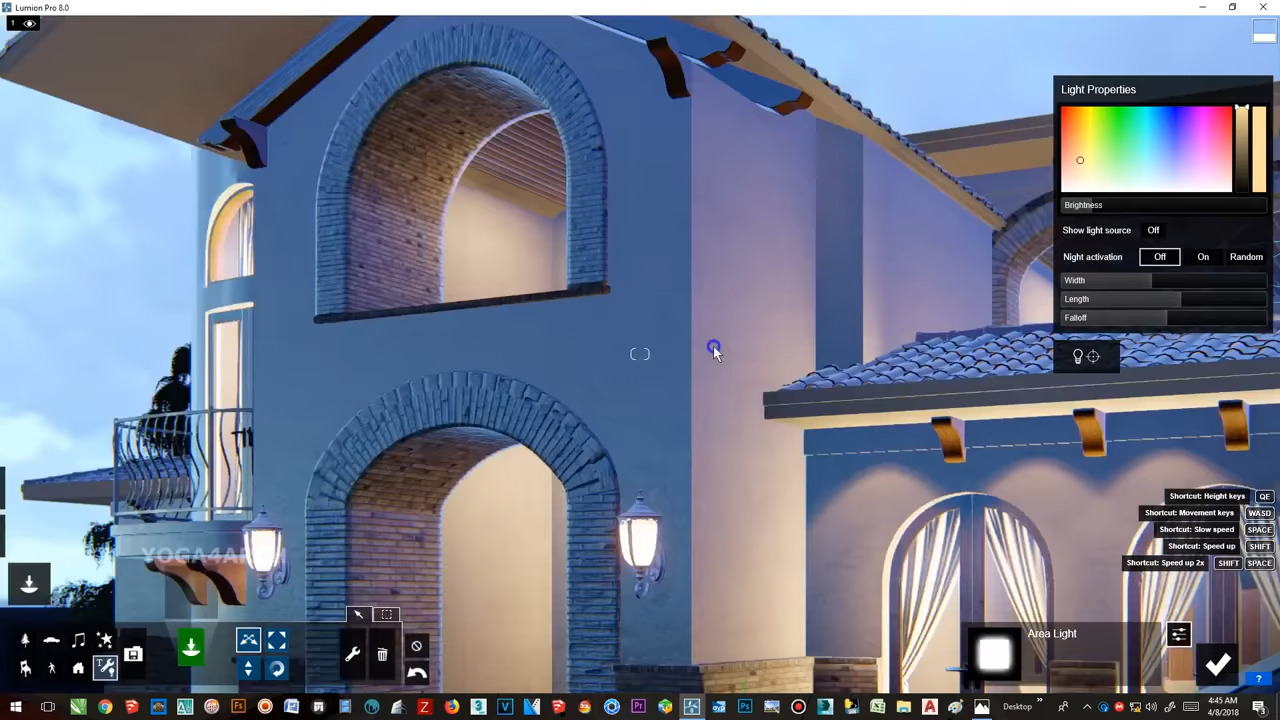 Lumion Pro 8.0
1
Light Properties
Brightness
Show light source Off
Night activation Off On Random
Width
Length
Falloff
Shortcut: Height keys QE
Shortcut: Movement keys WASD
Shortcut: Slow speed SPACE
Shortcut: Speed up SHIFT
Shortcut: Speed up 2x SHIFT SPACE
Area Light
?
Desktop
4:45 AM
4/8/2018